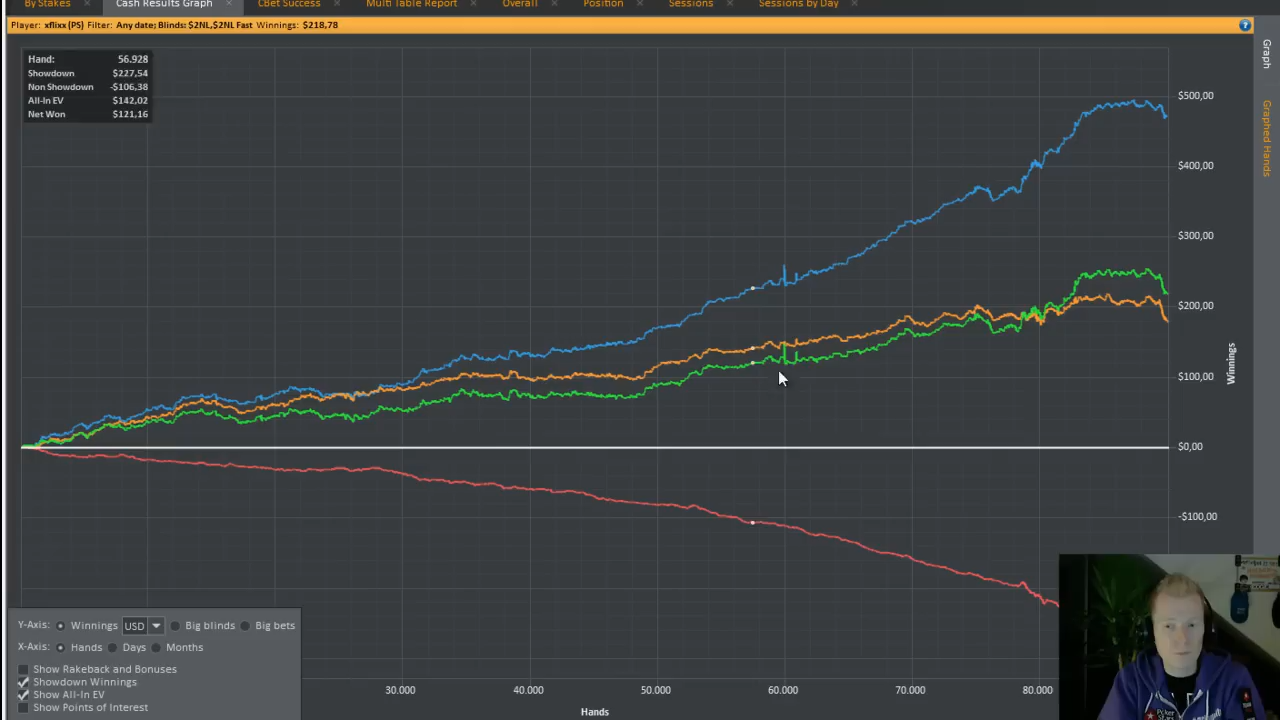 By Stakes Cash Results Graph CBet Success Multi Table Report Overall Position Sessions Sessions by Day
Player: xflixx (PS) Filter: Any date; Blinds: $2NL,$2NL Fast Winnings: $218,78
Hand: 56.928
Showdown $227,54
Non Showdown -$106,38
All-In EV $142,02
Net Won $121,16
Graph
Graphed Hands
$500,00
$400,00
$300,00
$200,00
$100,00
$0,00
-$100,00
Winnings
Y-Axis: Winnings USD Big blinds Big bets
X-Axis: Hands Days Months
Show Rakeback and Bonuses
Showdown Winnings
Show All-In EV
Show Points of Interest
30.000 40.000 50.000 60.000 70.000 80.000
Hands
Poker
Stars